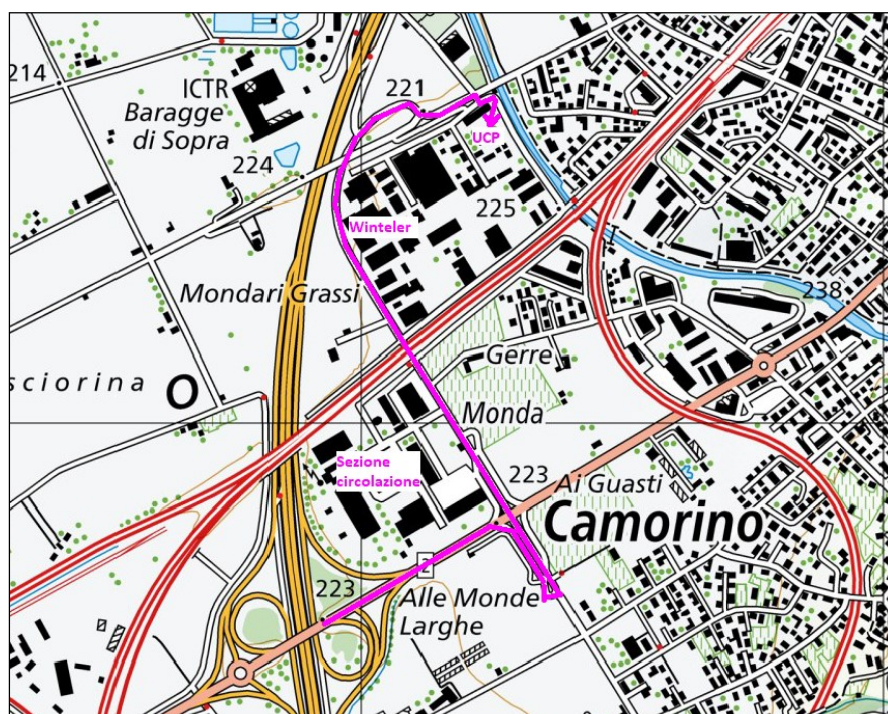 214
ICTR
Baragge
di Sopra
221
UCP
224
225
Winteler
Mondari Grassi
238
Gerre
sciorina
O
Monda
Sezione
circolazione
223
Ai Guasti
Camorino
2
223
Alle Monde
Larghe